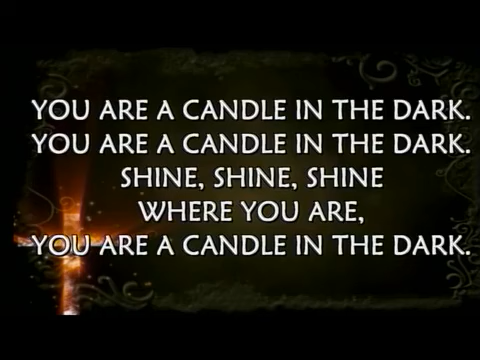 YOU ARE A CANDLE IN THE DARK.
YOU ARE A CANDLE IN THE DARK.
SHINE, SHINE, SHINE
WHERE YOU ARE,
YOU ARE A CANDLE IN THE DARK.